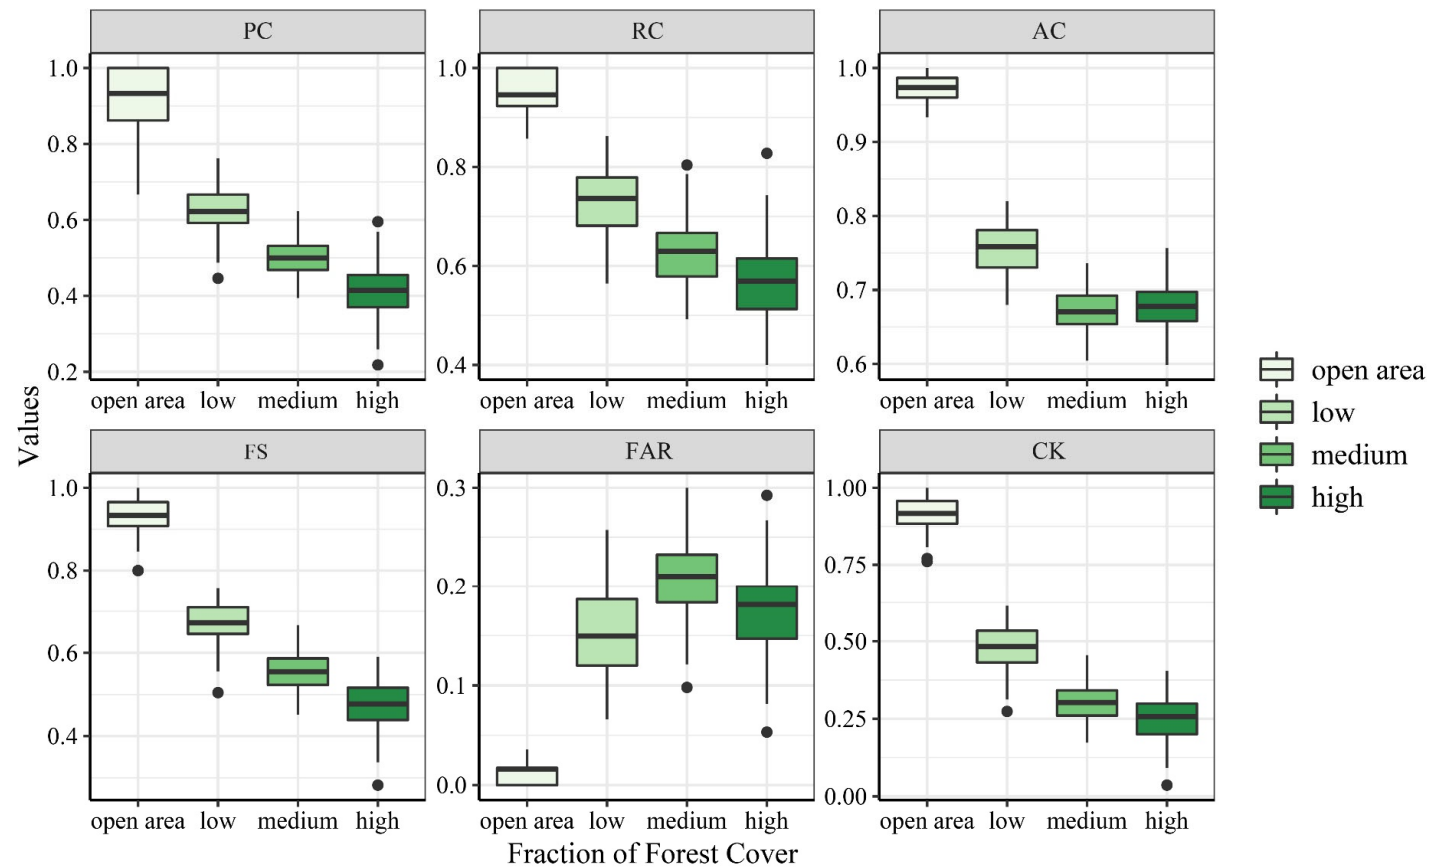 PC
RC
AC
1.0
0.8
0.6
0.4
0.2
1.0
0.8
0.6
0.4
1.0
0.9
0.8
0.7
0.6
open area low medium high
open area low medium high
open area low medium high
Values
FS
FAR
CK
1.0
0.8
0.6
0.4
0.3
0.2
0.1
0.0
1.00
0.75
0.50
0.25
0.00
open area low medium high
open area low medium high
open area low medium high
Fraction of Forest Cover
open area
low
medium
high